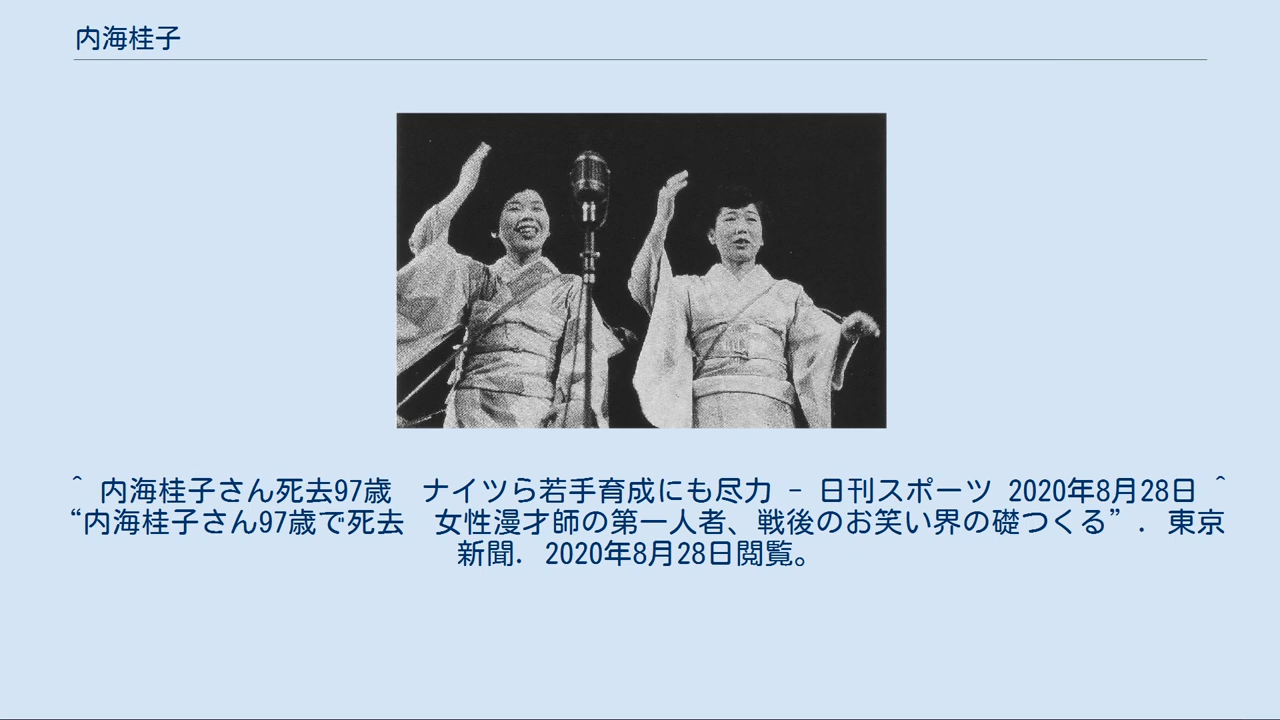 内海桂子
^ 内海桂子さん死去97歳　ナイツら若手育成にも尽力 - 日刊スポーツ 2020年8月28日 ^
“内海桂子さん97歳で死去　女性漫才師の第一人者、戦後のお笑い界の礎つくる”. 東京
新聞. 2020年8月28日閲覧。